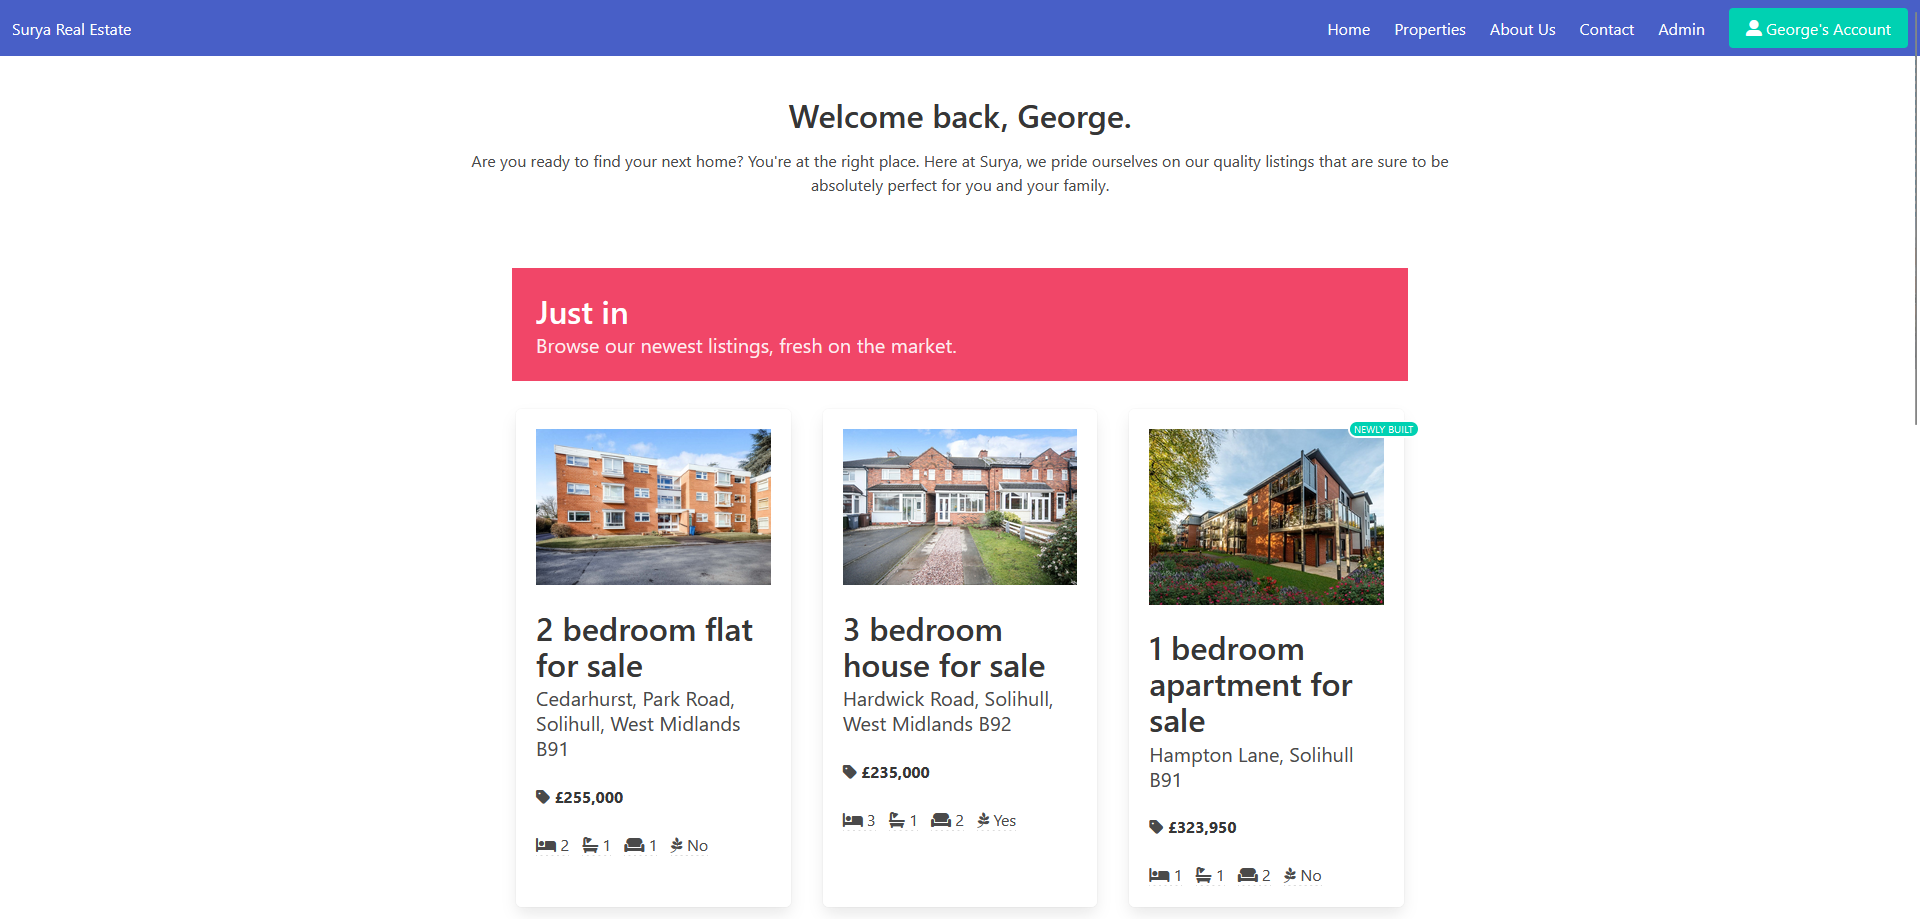 Surya Real Estate
Home
Properties
About Us
Contact
Admin
George's Account
Welcome back, George.
Are you ready to find your next home? You're at the right place. Here at Surya, we pride ourselves on our quality listings that are sure to be
absolutely perfect for you and your family.
Just in
Browse our newest listings, fresh on the market.
2 bedroom flat
for sale
Cedarhurst, Park Road,
Solihull, West Midlands
B91
£255,000
2 1 1 No
3 bedroom
house for sale
Hardwick Road, Solihull,
West Midlands B92
£235,000
3 1 2 Yes
NEWLY BUILT
1 bedroom
apartment for
sale
Hampton Lane, Solihull
B91
£323,950
1 1 2 No